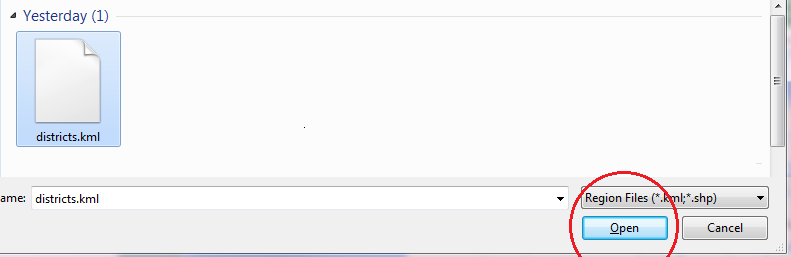 Yesterday (1)
districts.kml
ame: districts.kml Region Files (*.kml;*.shp)
Open Cancel